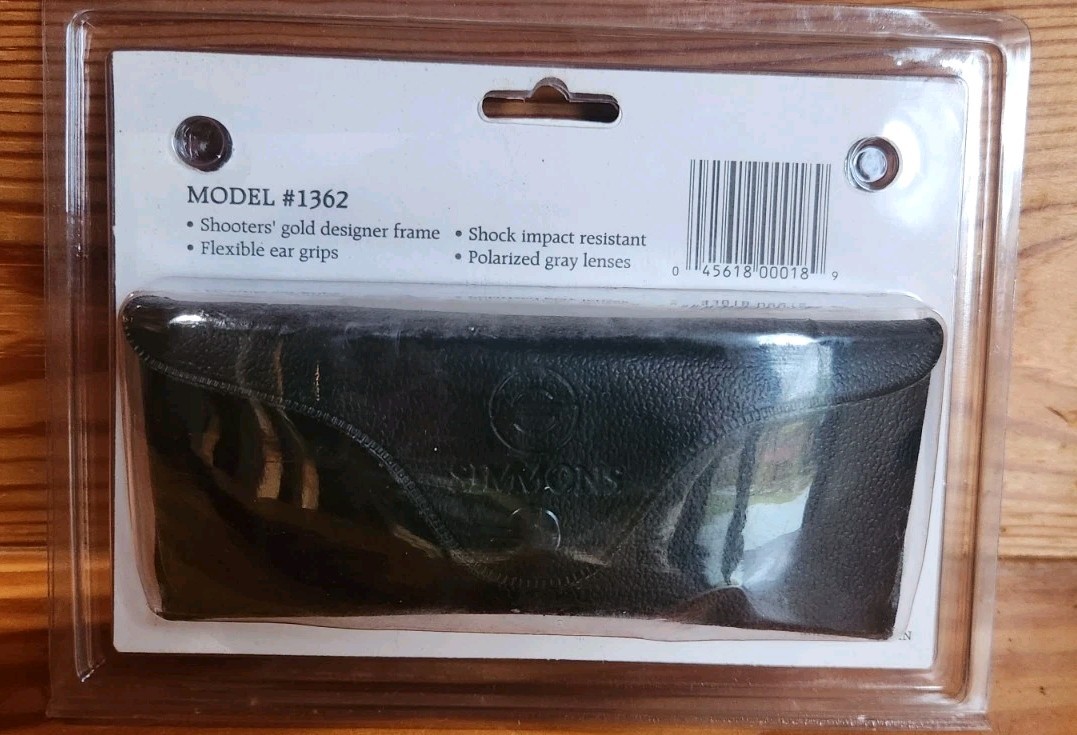 MODEL #1362
• Shooters' gold designer frame
• Flexible ear grips
• Shock impact resistant
• Polarized gray lenses
0 45618 00018 9
SIMMONS